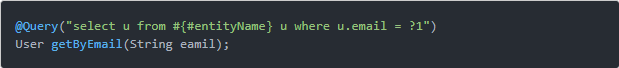 @Query("select u from #{#entityName} u where u.email = ?1")
User getByEmail(String eamil);